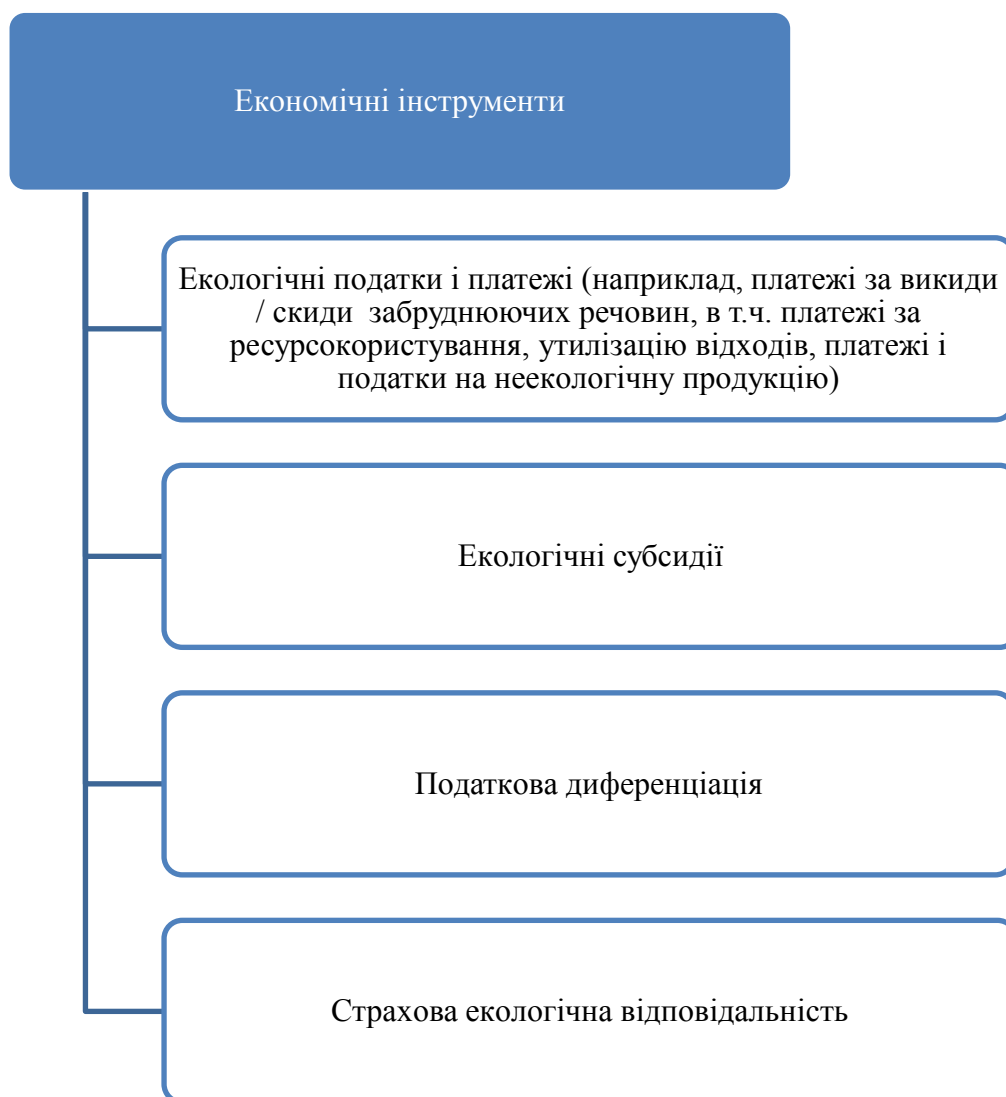 Економічні інструменти
Екологічні податки і платежі (наприклад, платежі за викиди
/ скиди  забруднюючих речовин, в т.ч. платежі за
ресурсокористування, утилізацію відходів, платежі і
податки на неекологічну продукцію)
Екологічні субсидії
Податкова диференціація
Страхова екологічна відповідальність